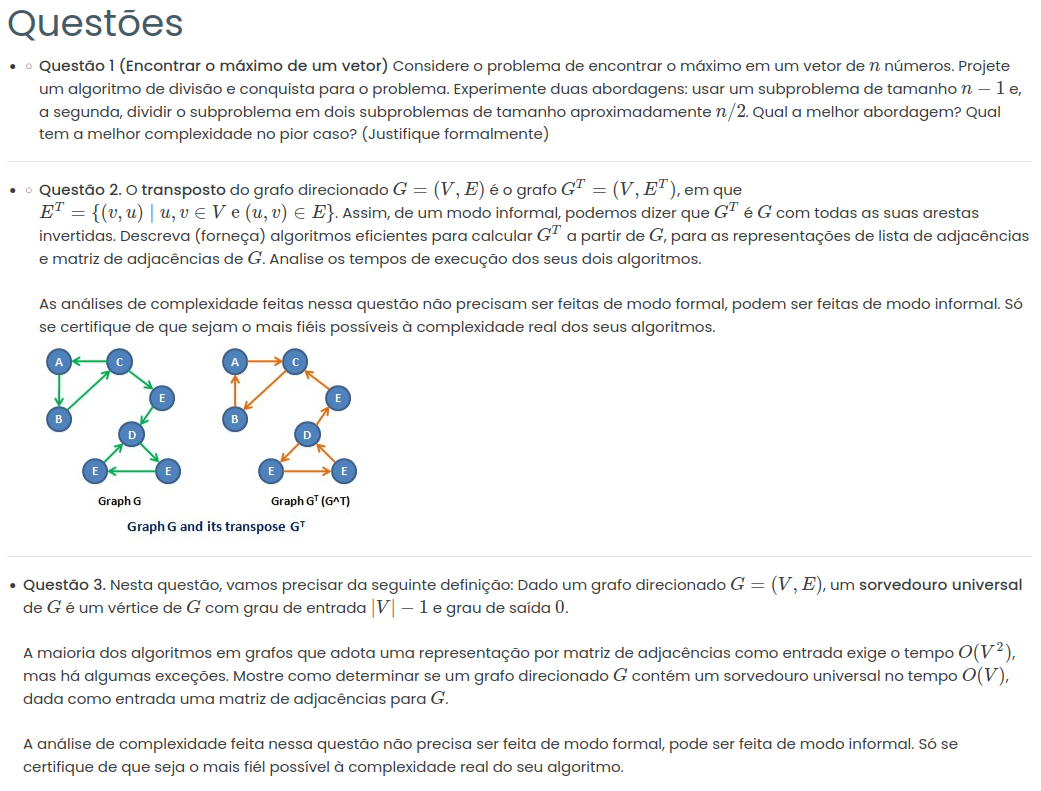 Questões
• ○ Questão 1 (Encontrar o máximo de um vetor) Considere o problema de encontrar o máximo em um vetor de n números. Projete
um algoritmo de divisão e conquista para o problema. Experimente duas abordagens: usar um subproblema de tamanho n − 1 e,
a segunda, dividir o subproblema em dois subproblemas de tamanho aproximadamente n/2. Qual a melhor abordagem? Qual
tem a melhor complexidade no pior caso? (Justifique formalmente)
• ○ Questão 2. O transposto do grafo direcionado G = (V, E) é o grafo Gᵀ = (V, Eᵀ), em que
Eᵀ = {(v, u) | u, v ∈ V e (u, v) ∈ E}. Assim, de um modo informal, podemos dizer que Gᵀ é G com todas as suas arestas
invertidas. Descreva (forneça) algoritmos eficientes para calcular Gᵀ a partir de G, para as representações de lista de adjacências
e matriz de adjacências de G. Analise os tempos de execução dos seus dois algoritmos.
As análises de complexidade feitas nessa questão não precisam ser feitas de modo formal, podem ser feitas de modo informal. Só
se certifique de que sejam o mais fiéis possíveis à complexidade real dos seus algoritmos.
A C A C
E E
B B
D D
E E E E
Graph G Graph Gᵀ (G^T)
Graph G and its transpose Gᵀ
• Questão 3. Nesta questão, vamos precisar da seguinte definição: Dado um grafo direcionado G = (V, E), um sorvedouro universal
de G é um vértice de G com grau de entrada |V| − 1 e grau de saída 0.
A maioria dos algoritmos em grafos que adota uma representação por matriz de adjacências como entrada exige o tempo O(V²),
mas há algumas exceções. Mostre como determinar se um grafo direcionado G contém um sorvedouro universal no tempo O(V),
dada como entrada uma matriz de adjacências para G.
A análise de complexidade feita nessa questão não precisa ser feita de modo formal, pode ser feita de modo informal. Só se
certifique de que seja o mais fiél possível à complexidade real do seu algoritmo.